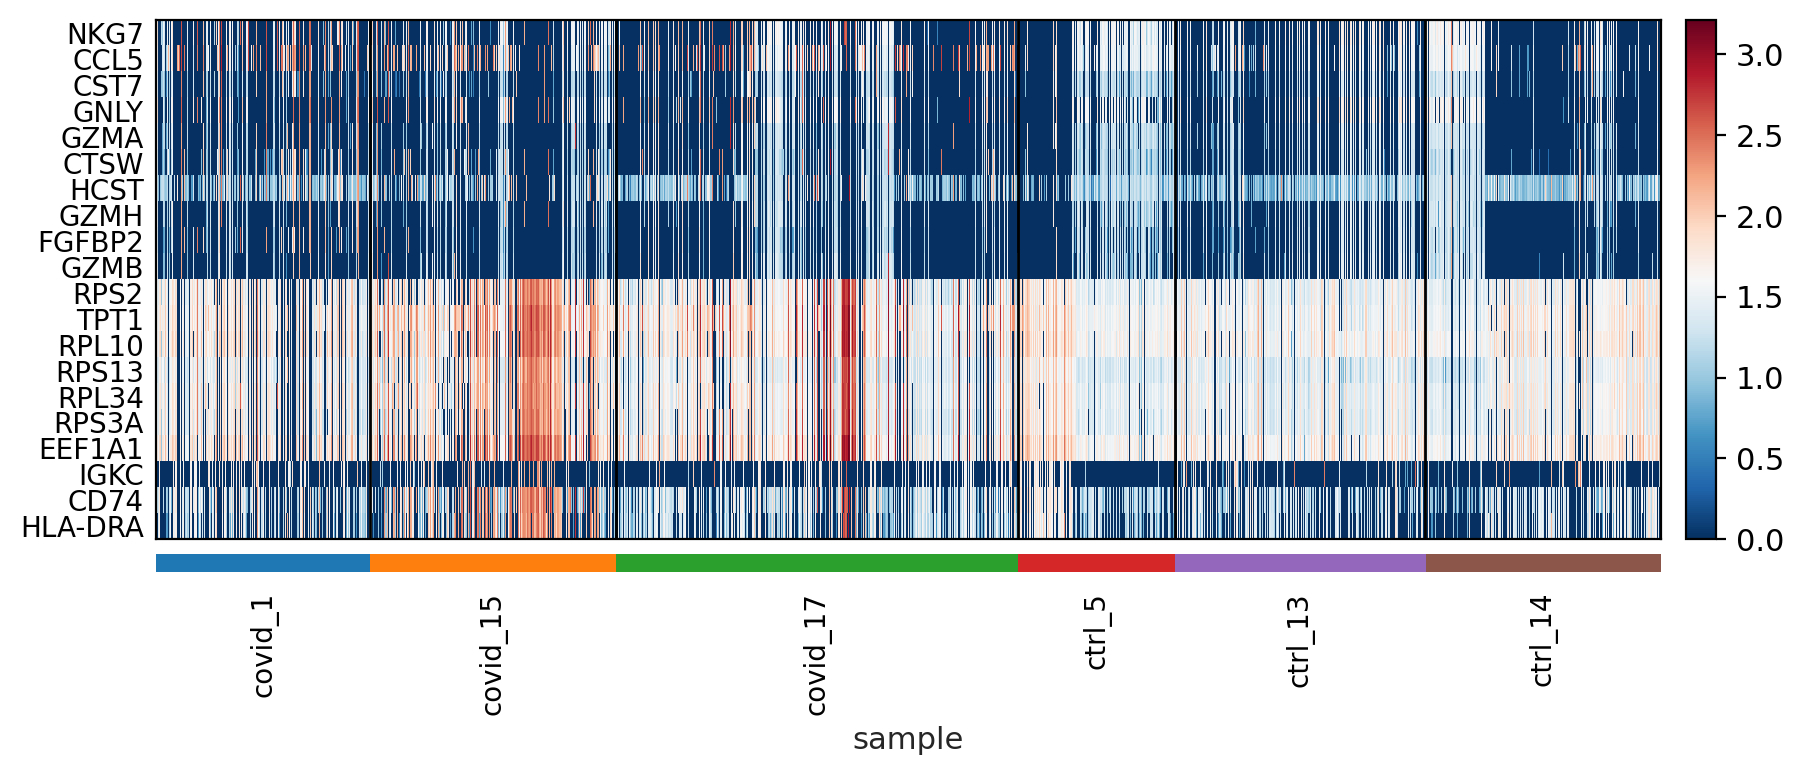 NKG7
CCL5
CST7
GNLY
GZMA
CTSW
HCST
GZMH
FGFBP2
GZMB
RPS2
TPT1
RPL10
RPS13
RPL34
RPS3A
EEF1A1
IGKC
CD74
HLA-DRA
3.0
2.5
2.0
1.5
1.0
0.5
0.0
covid_1
covid_15
covid_17
ctrl_5
ctrl_13
ctrl_14
sample